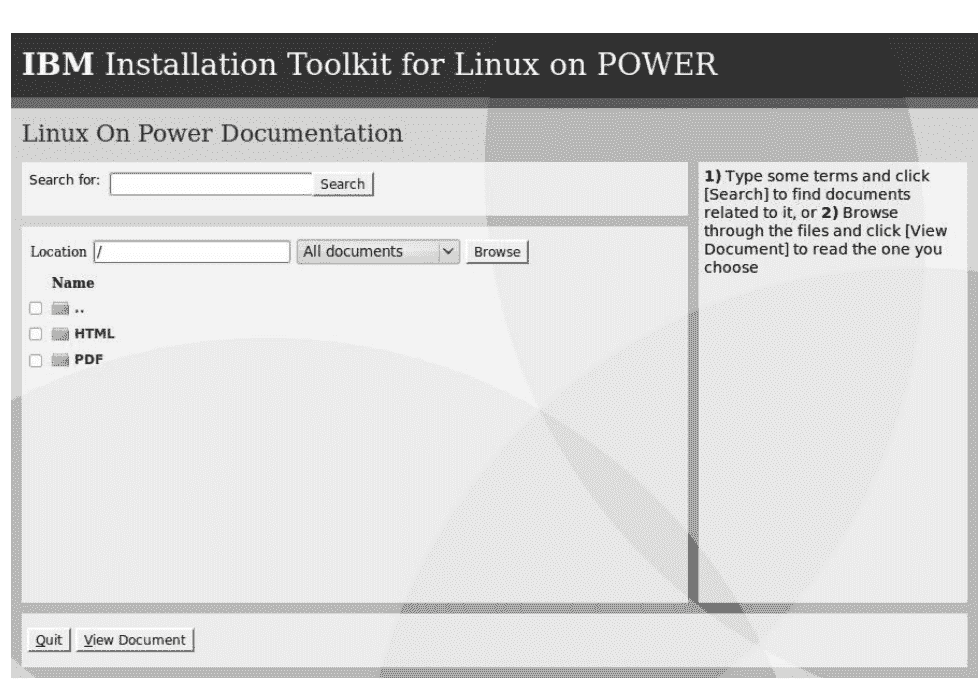 IBM Installation Toolkit for Linux on POWER
Linux On Power Documentation
Search for: Search
Location / All documents Browse
Name
..
HTML
PDF
1) Type some terms and click
[Search] to find documents
related to it, or 2) Browse
through the files and click [View
Document] to read the one you
choose
Quit View Document